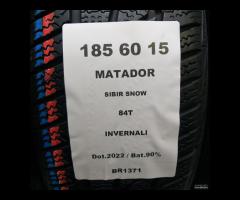 185 60 15
MATADOR
SIBIR SNOW
84T
INVERNALI
Dot.2022 / Bat.90%
BR1371